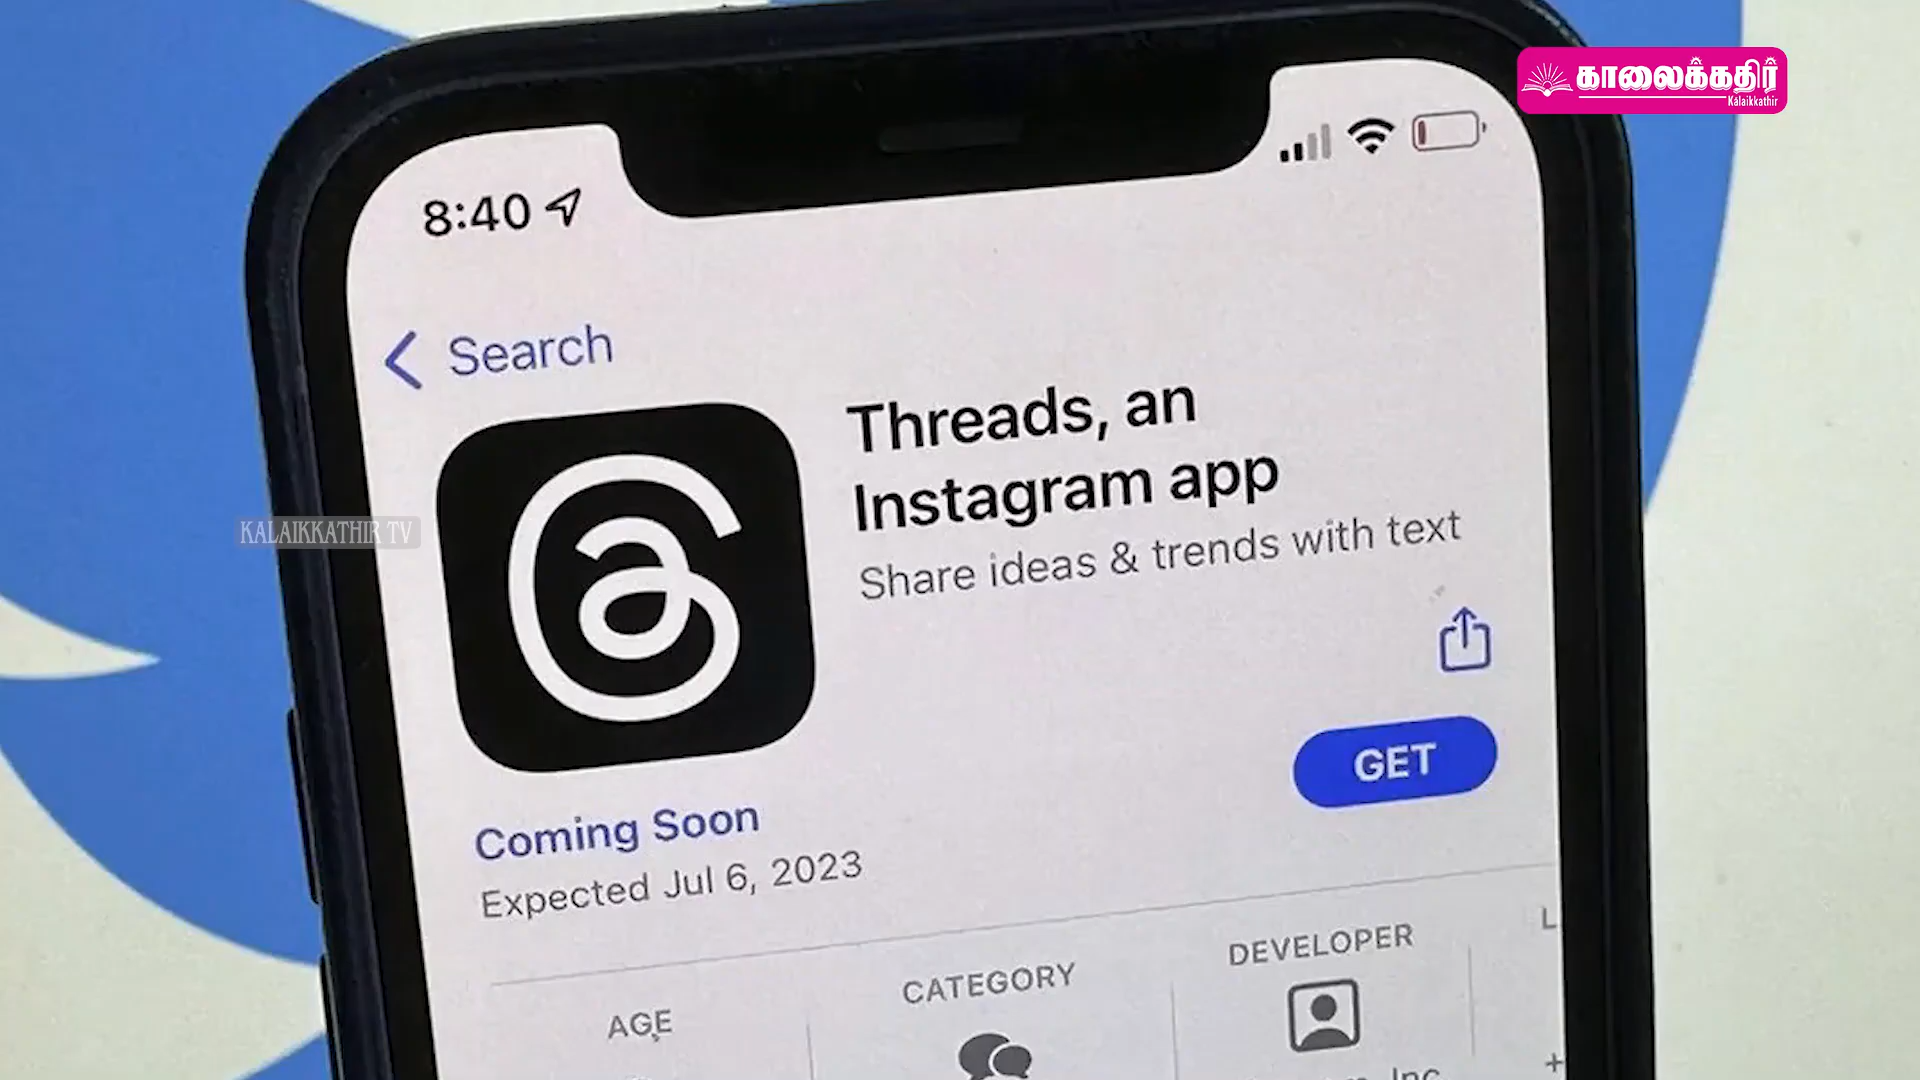 காலைக்கதிர்
Kalaikkathir
8:40
Search
Threads, an
Instagram app
Share ideas & trends with text
KALAIKKATHIR TV
GET
Coming Soon
Expected Jul 6, 2023
AGE
CATEGORY
DEVELOPER
L
Inc
+